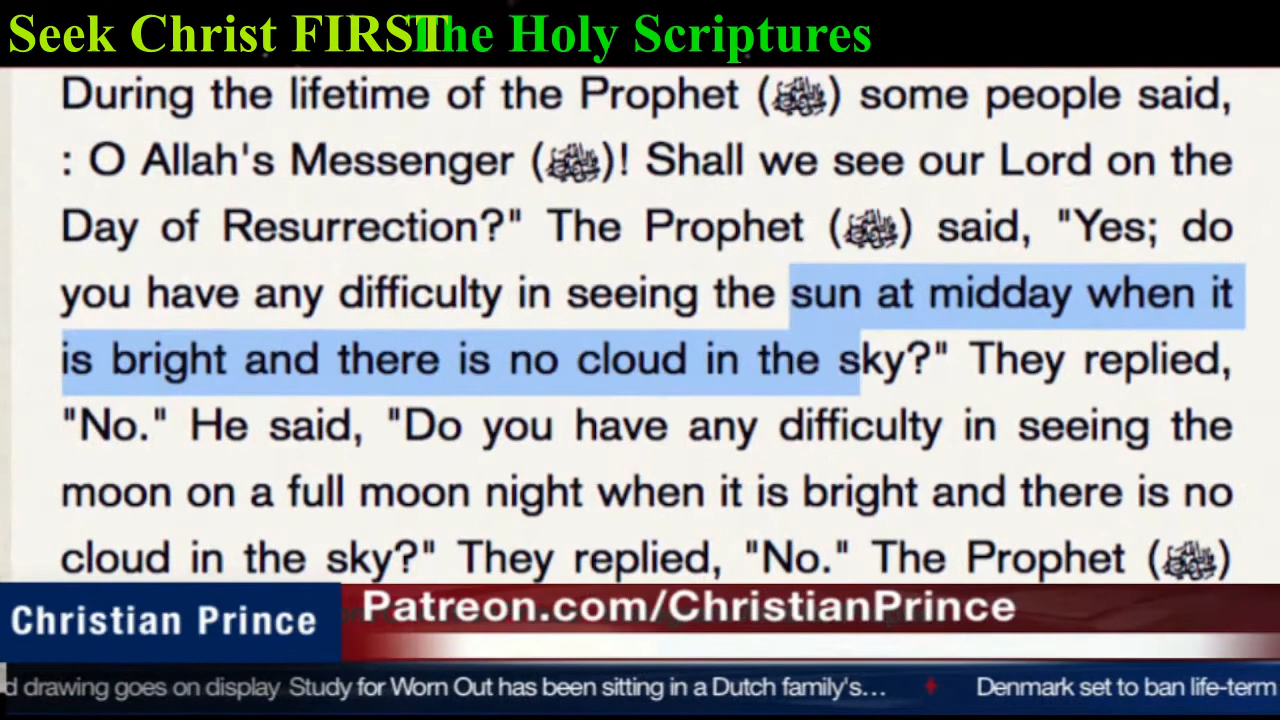 Seek Christ FIRST The Holy Scriptures
During the lifetime of the Prophet (ﷺ) some people said,
: O Allah's Messenger (ﷺ)! Shall we see our Lord on the
Day of Resurrection?" The Prophet (ﷺ) said, "Yes; do
you have any difficulty in seeing the sun at midday when it
is bright and there is no cloud in the sky?" They replied,
"No." He said, "Do you have any difficulty in seeing the
moon on a full moon night when it is bright and there is no
cloud in the sky?" They replied, "No." The Prophet (ﷺ)
Christian Prince
Patreon.com/ChristianPrince
d drawing goes on display Study for Worn Out has been sitting in a Dutch family's... Denmark set to ban life-term